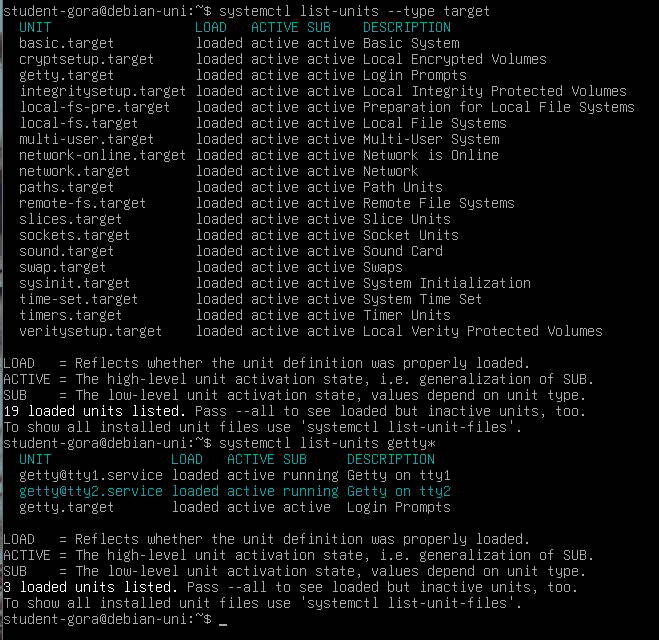 student-gora@debian-uni:~$ systemctl list-units --type target
  UNIT                  LOAD   ACTIVE SUB    DESCRIPTION
  basic.target          loaded active active Basic System
  cryptsetup.target     loaded active active Local Encrypted Volumes
  getty.target          loaded active active Login Prompts
  integritysetup.target loaded active active Local Integrity Protected Volumes
  local-fs-pre.target   loaded active active Preparation for Local File Systems
  local-fs.target       loaded active active Local File Systems
  multi-user.target     loaded active active Multi-User System
  network-online.target loaded active active Network is Online
  network.target        loaded active active Network
  paths.target          loaded active active Path Units
  remote-fs.target      loaded active active Remote File Systems
  slices.target         loaded active active Slice Units
  sockets.target        loaded active active Socket Units
  sound.target          loaded active active Sound Card
  swap.target           loaded active active Swaps
  sysinit.target        loaded active active System Initialization
  time-set.target       loaded active active System Time Set
  timers.target         loaded active active Timer Units
  veritysetup.target    loaded active active Local Verity Protected Volumes

LOAD   = Reflects whether the unit definition was properly loaded.
ACTIVE = The high-level unit activation state, i.e. generalization of SUB.
SUB    = The low-level unit activation state, values depend on unit type.
19 loaded units listed. Pass --all to see loaded but inactive units, too.
To show all installed unit files use 'systemctl list-unit-files'.
student-gora@debian-uni:~$ systemctl list-units getty*
  UNIT               LOAD   ACTIVE SUB     DESCRIPTION
  getty@tty1.service loaded active running Getty on tty1
  getty@tty2.service loaded active running Getty on tty2
  getty.target       loaded active active  Login Prompts

LOAD   = Reflects whether the unit definition was properly loaded.
ACTIVE = The high-level unit activation state, i.e. generalization of SUB.
SUB    = The low-level unit activation state, values depend on unit type.
3 loaded units listed. Pass --all to see loaded but inactive units, too.
To show all installed unit files use 'systemctl list-unit-files'.
student-gora@debian-uni:~$ _